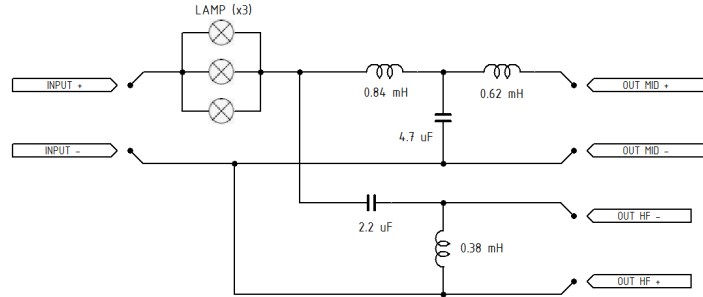 LAMP (x3)
INPUT +
0.84 mH
0.62 mH
OUT MID +
4.7 uF
INPUT -
OUT MID -
2.2 uF
OUT HF -
0.38 mH
OUT HF +